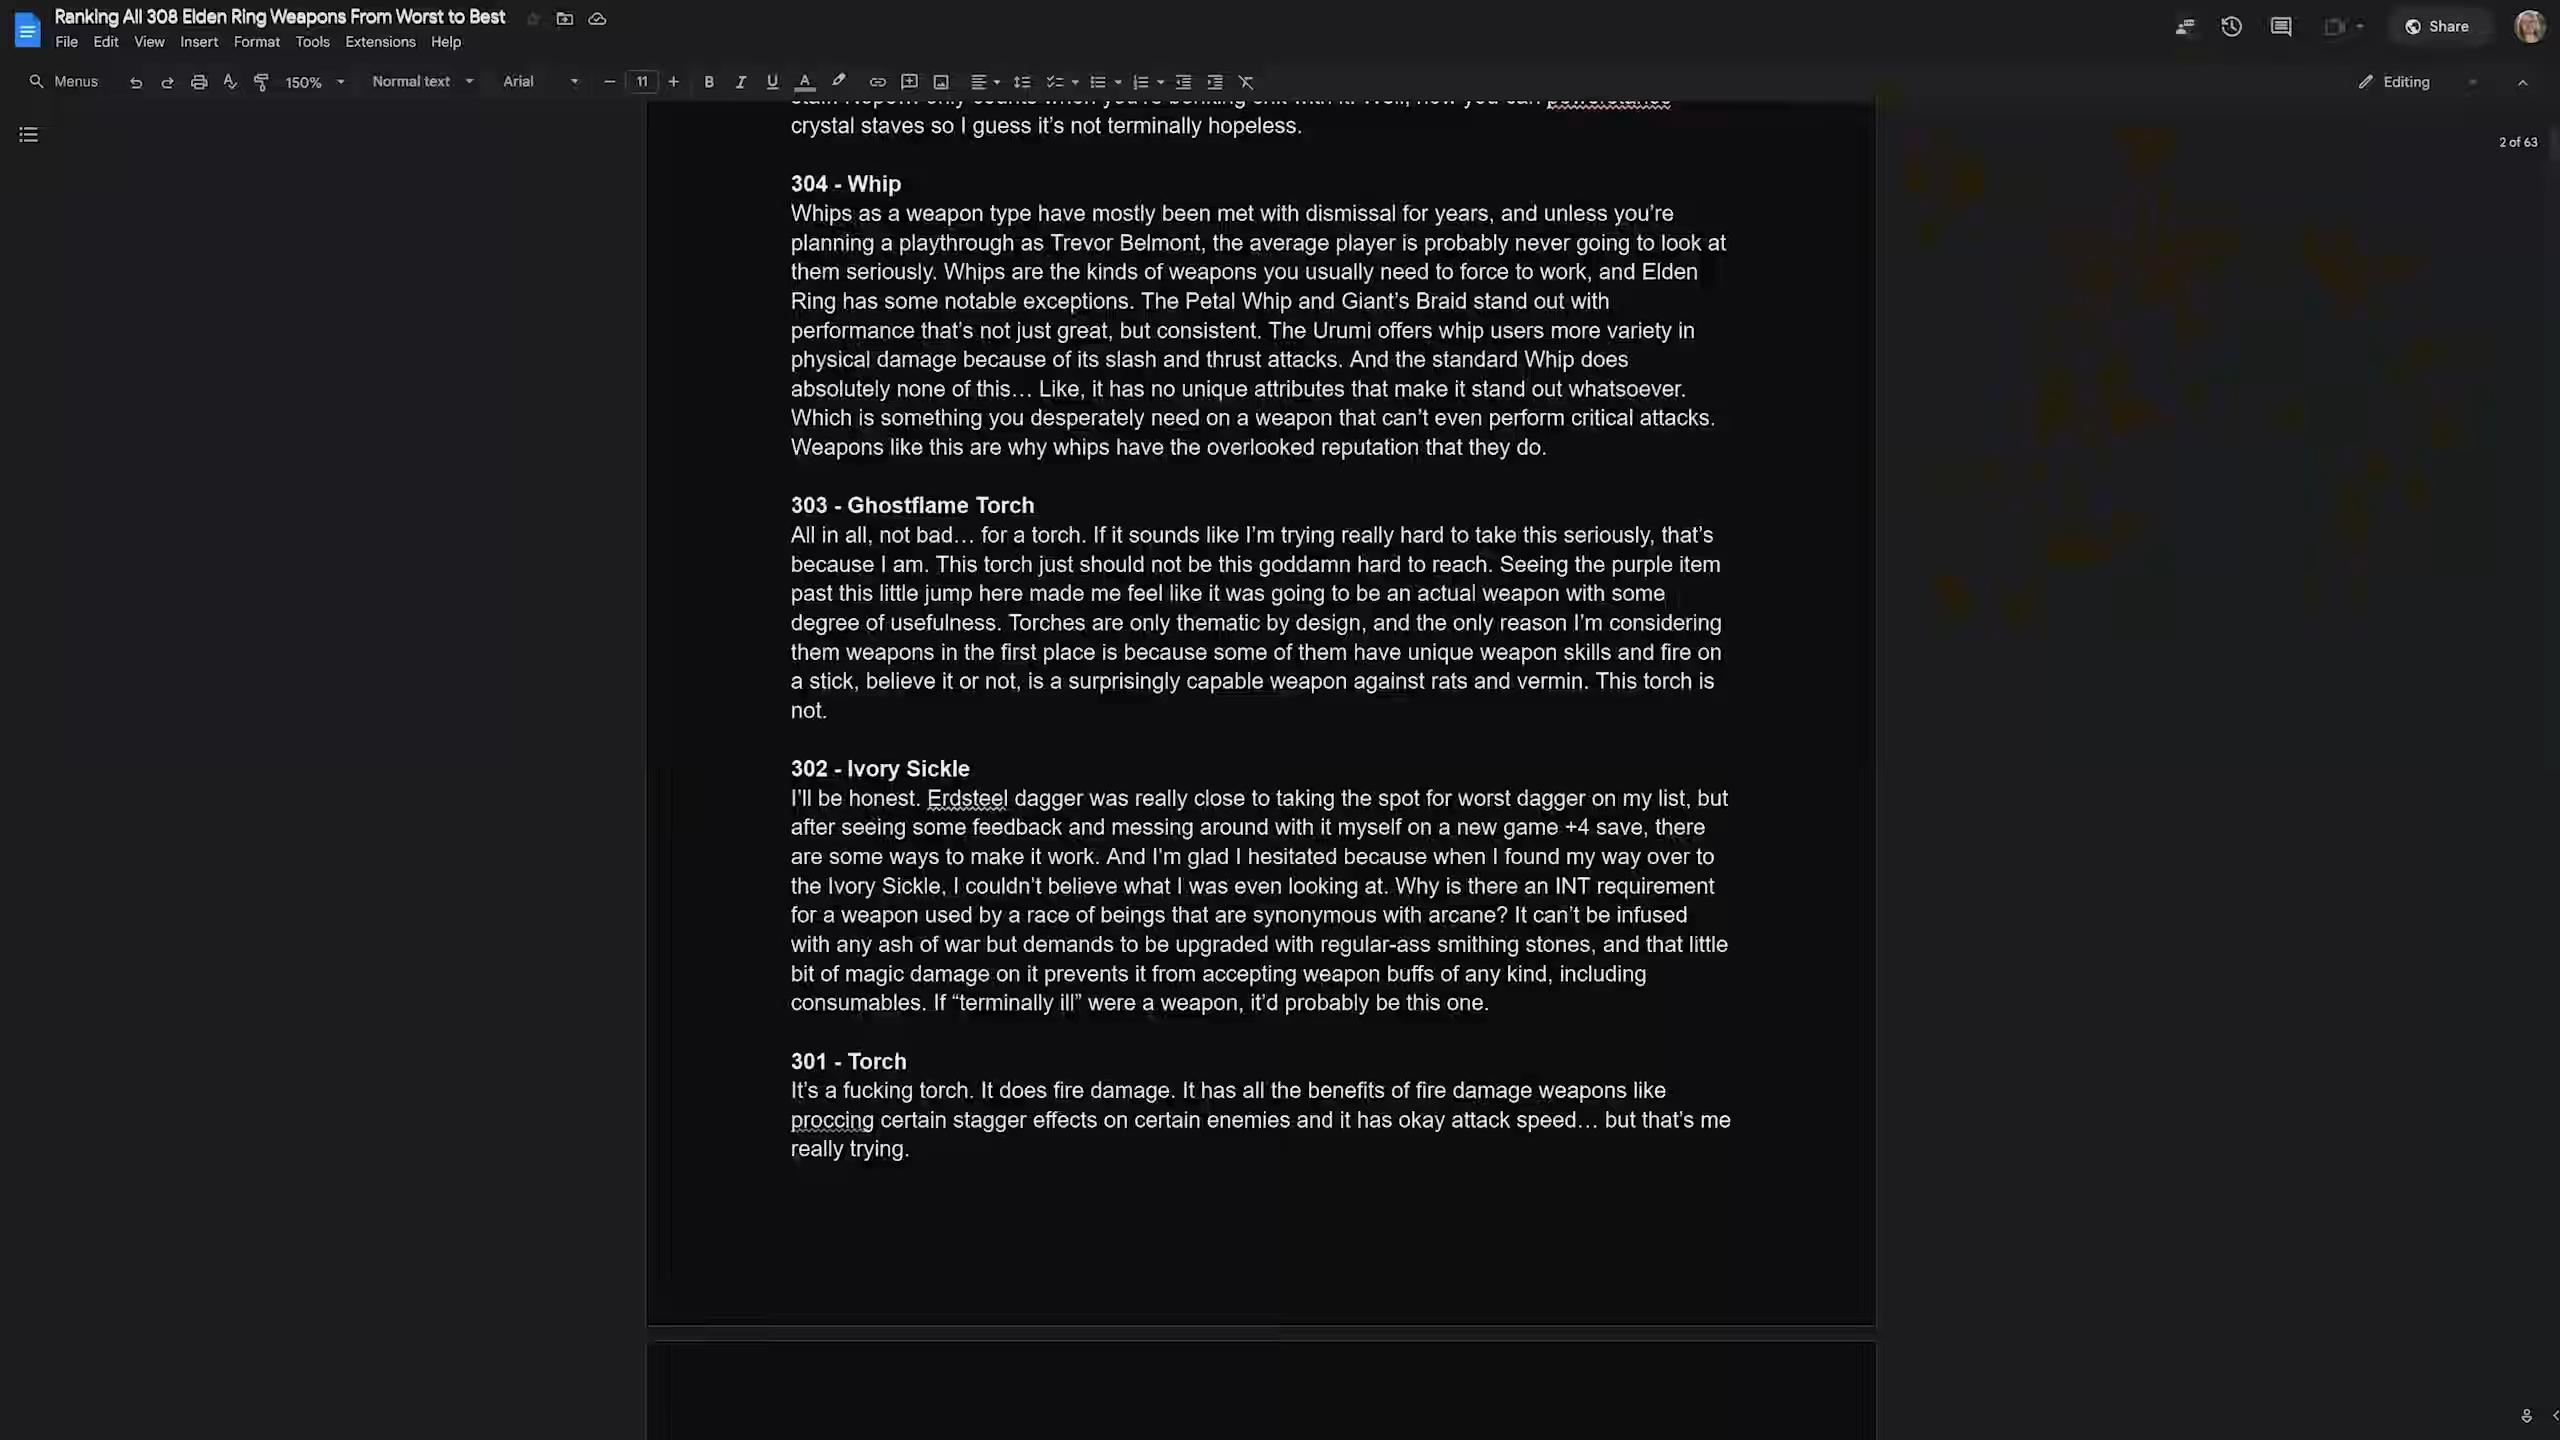 Ranking All 308 Elden Ring Weapons From Worst to Best
File Edit View Insert Format Tools Extensions Help
Share
Menus 150% Normal text Arial 11 Editing
2 of 63
crystal staves so I guess it's not terminally hopeless.
304 - Whip
Whips as a weapon type have mostly been met with dismissal for years, and unless you're
planning a playthrough as Trevor Belmont, the average player is probably never going to look at
them seriously. Whips are the kinds of weapons you usually need to force to work, and Elden
Ring has some notable exceptions. The Petal Whip and Giant's Braid stand out with
performance that's not just great, but consistent. The Urumi offers whip users more variety in
physical damage because of its slash and thrust attacks. And the standard Whip does
absolutely none of this… Like, it has no unique attributes that make it stand out whatsoever.
Which is something you desperately need on a weapon that can't even perform critical attacks.
Weapons like this are why whips have the overlooked reputation that they do.
303 - Ghostflame Torch
All in all, not bad… for a torch. If it sounds like I'm trying really hard to take this seriously, that's
because I am. This torch just should not be this goddamn hard to reach. Seeing the purple item
past this little jump here made me feel like it was going to be an actual weapon with some
degree of usefulness. Torches are only thematic by design, and the only reason I'm considering
them weapons in the first place is because some of them have unique weapon skills and fire on
a stick, believe it or not, is a surprisingly capable weapon against rats and vermin. This torch is
not.
302 - Ivory Sickle
I'll be honest. Erdsteel dagger was really close to taking the spot for worst dagger on my list, but
after seeing some feedback and messing around with it myself on a new game +4 save, there
are some ways to make it work. And I'm glad I hesitated because when I found my way over to
the Ivory Sickle, I couldn't believe what I was even looking at. Why is there an INT requirement
for a weapon used by a race of beings that are synonymous with arcane? It can't be infused
with any ash of war but demands to be upgraded with regular-ass smithing stones, and that little
bit of magic damage on it prevents it from accepting weapon buffs of any kind, including
consumables. If “terminally ill” were a weapon, it'd probably be this one.
301 - Torch
It's a fucking torch. It does fire damage. It has all the benefits of fire damage weapons like
proccing certain stagger effects on certain enemies and it has okay attack speed… but that's me
really trying.